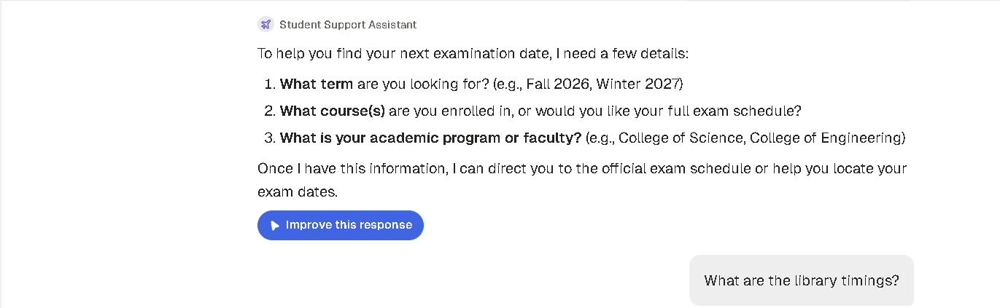 Student Support Assistant
To help you find your next examination date, I need a few details:
1. What term are you looking for? (e.g., Fall 2026, Winter 2027)
2. What course(s) are you enrolled in, or would you like your full exam schedule?
3. What is your academic program or faculty? (e.g., College of Science, College of Engineering)
Once I have this information, I can direct you to the official exam schedule or help you locate your
exam dates.
Improve this response
What are the library timings?